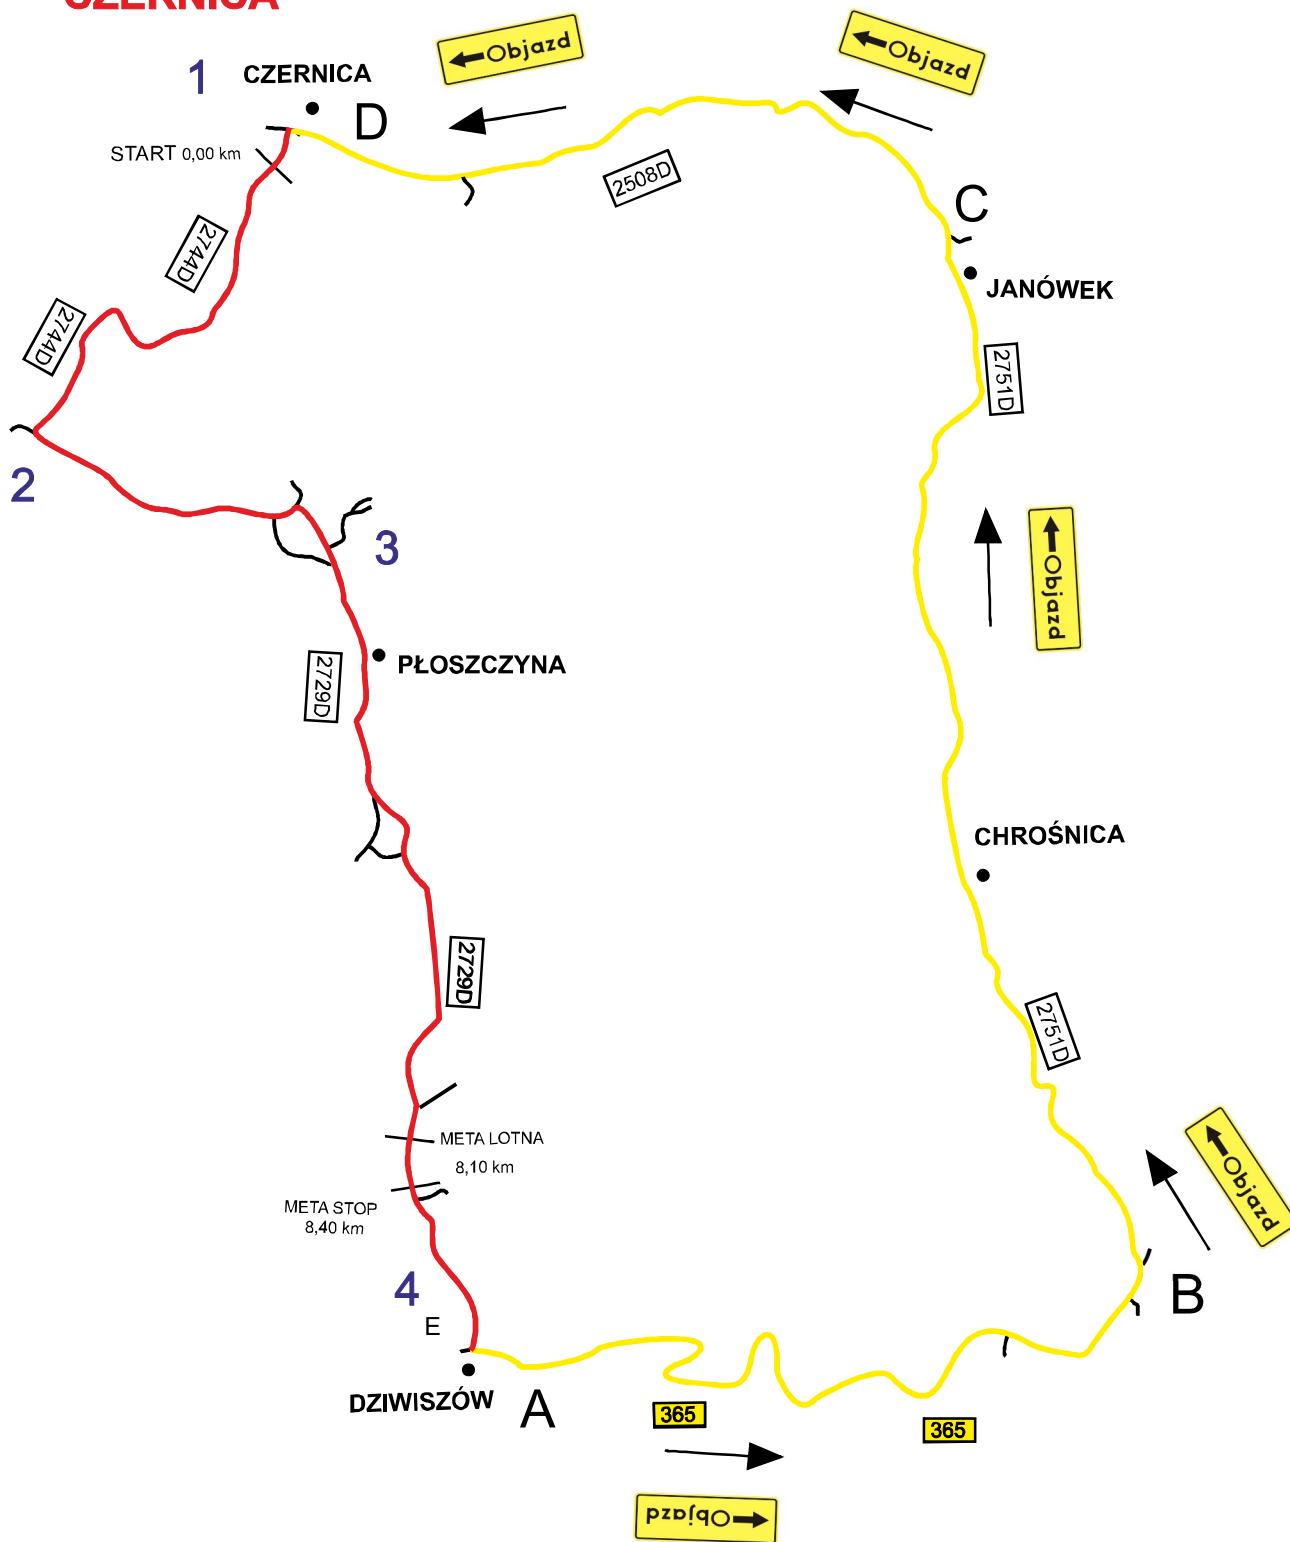 CZERNICA
Objazd
Objazd
1
CZERNICA
D
START 0,00 km
2508D
C
2744D
JANÓWEK
2744D
2751D
2
3
Objazd
PŁOSZCZYNA
2729D
CHROŚNICA
2729D
2751D
META LOTNA
8,10 km
Objazd
META STOP
8,40 km
4
B
E
DZIWISZÓW
A
365
365
Objazd